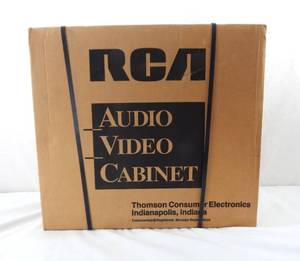 RCA
AUDIO
VIDEO
CABINET
Thomson Consumer Electronics
Indianapolis, Indiana